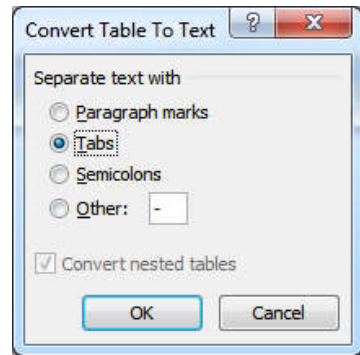 Convert Table To Text
Separate text with
Paragraph marks
Tabs
Semicolons
Other: -
Convert nested tables
OK Cancel